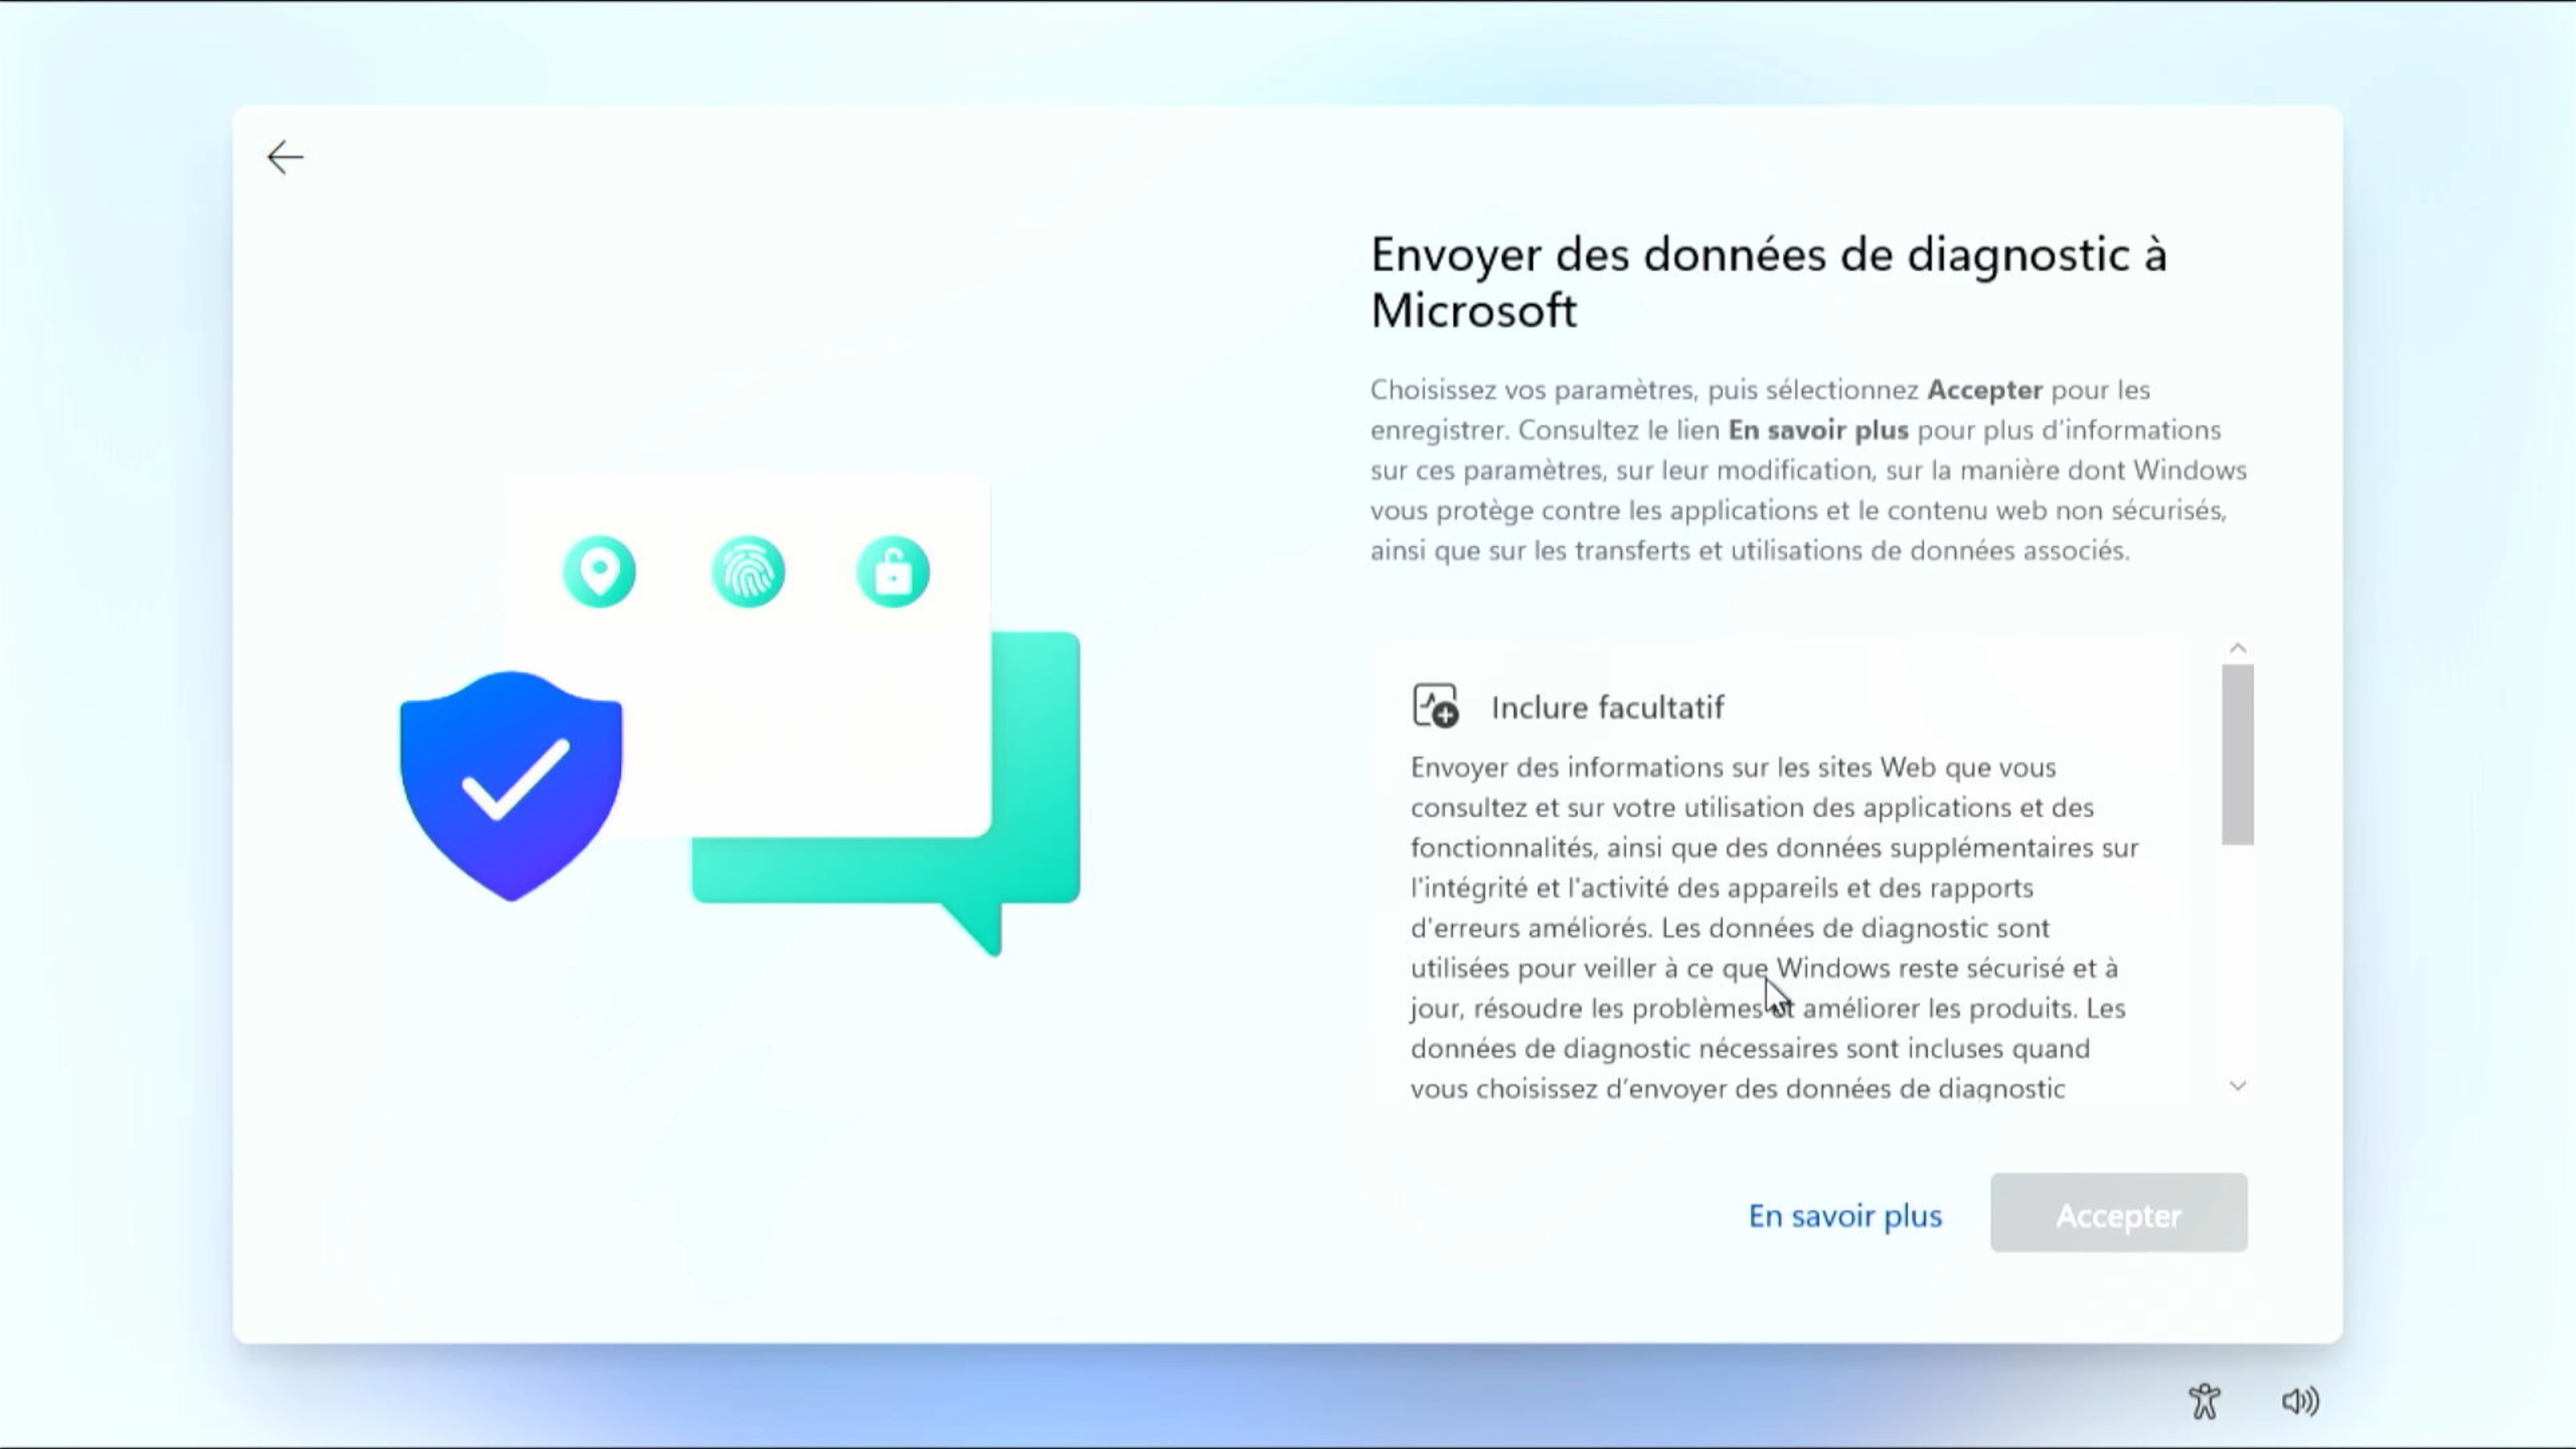 Envoyer des données de diagnostic à
Microsoft
Choisissez vos paramètres, puis sélectionnez Accepter pour les
enregistrer. Consultez le lien En savoir plus pour plus d'informations
sur ces paramètres, sur leur modification, sur la manière dont Windows
vous protège contre les applications et le contenu web non sécurisés,
ainsi que sur les transferts et utilisations de données associés.
Inclure facultatif
Envoyer des informations sur les sites Web que vous
consultez et sur votre utilisation des applications et des
fonctionnalités, ainsi que des données supplémentaires sur
l'intégrité et l'activité des appareils et des rapports
d'erreurs améliorés. Les données de diagnostic sont
utilisées pour veiller à ce que Windows reste sécurisé et à
jour, résoudre les problèmes et améliorer les produits. Les
données de diagnostic nécessaires sont incluses quand
vous choisissez d’envoyer des données de diagnostic
En savoir plus
Accepter